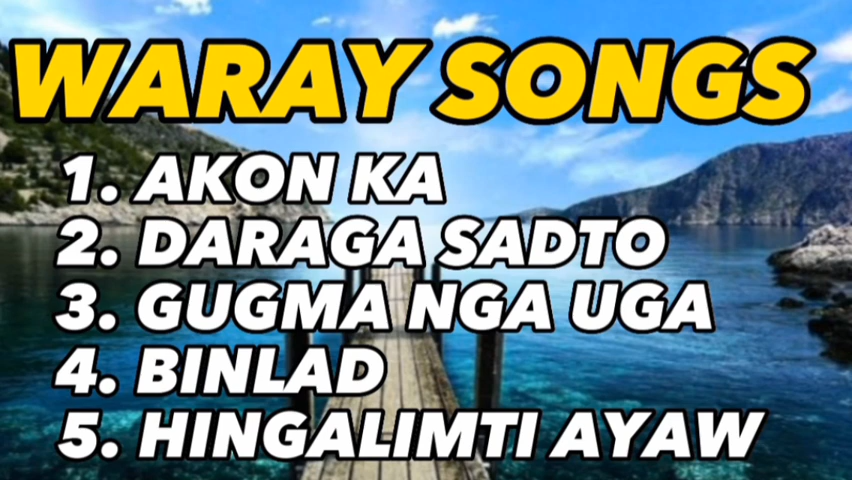 WARAY SONGS
1. AKON KA
2. DARAGA SADTO
3. GUGMA NGA UGA
4. BINLAD
5. HINGALIMTI AYAW